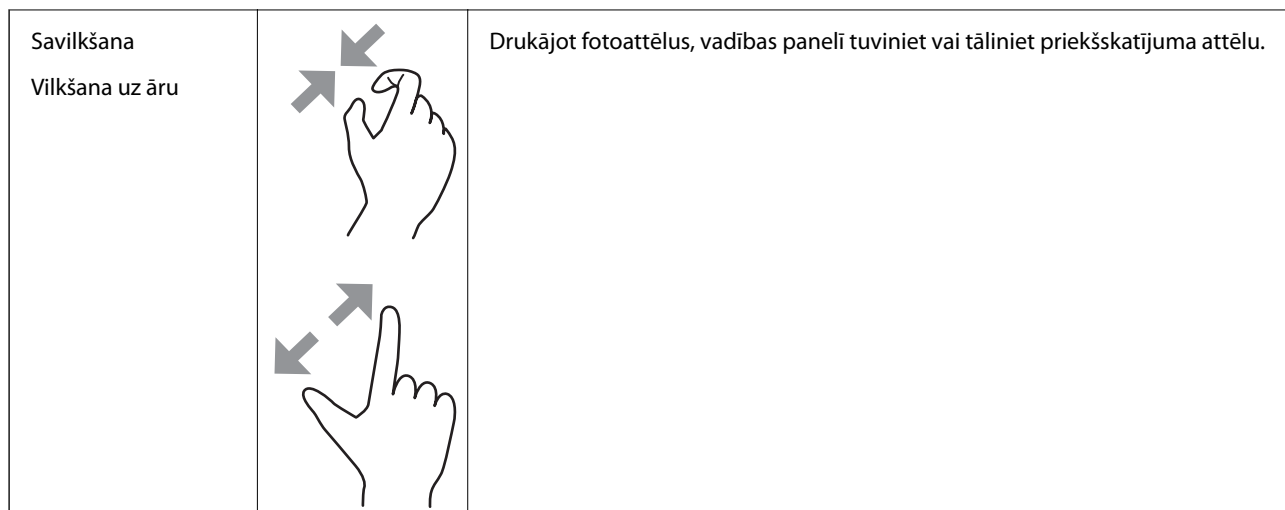 Savilkšana
Vilkšana uz āru
Drukājot fotoattēlus, vadības panelī tuviniet vai tāliniet priekšskatījuma attēlu.